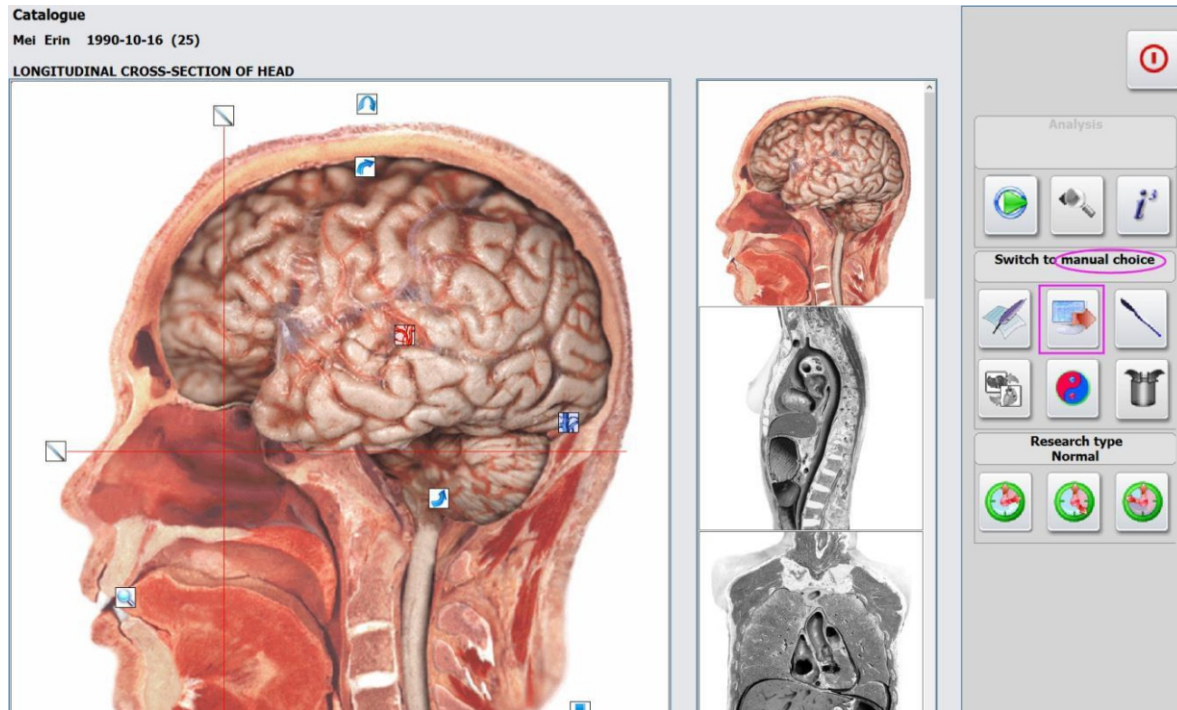 Catalogue
Mei Erin 1990-10-16 (25)
LONGITUDINAL CROSS-SECTION OF HEAD
Analysis
i³
Switch to manual choice
Research type
Normal